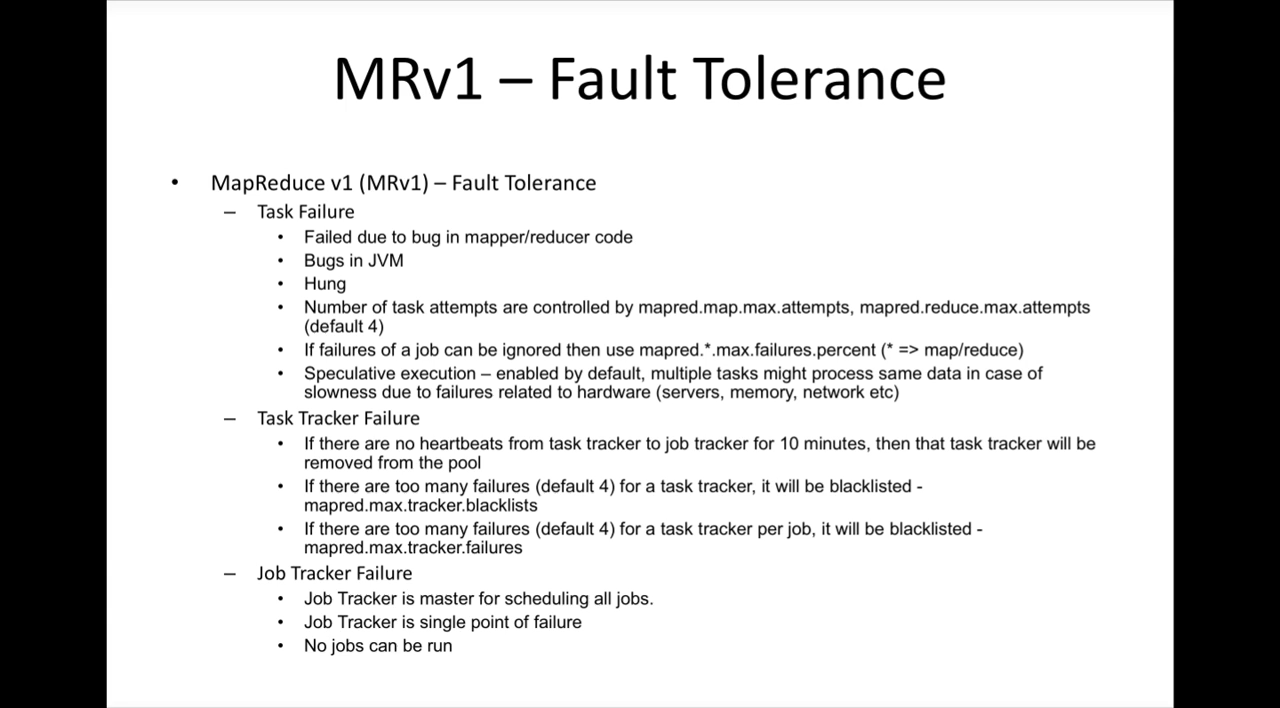 MRv1 – Fault Tolerance
• MapReduce v1 (MRv1) – Fault Tolerance
– Task Failure
• Failed due to bug in mapper/reducer code
• Bugs in JVM
• Hung
• Number of task attempts are controlled by mapred.map.max.attempts, mapred.reduce.max.attempts
(default 4)
• If failures of a job can be ignored then use mapred.*.max.failures.percent (* => map/reduce)
• Speculative execution – enabled by default, multiple tasks might process same data in case of
slowness due to failures related to hardware (servers, memory, network etc)
– Task Tracker Failure
• If there are no heartbeats from task tracker to job tracker for 10 minutes, then that task tracker will be
removed from the pool
• If there are too many failures (default 4) for a task tracker, it will be blacklisted -
mapred.max.tracker.blacklists
• If there are too many failures (default 4) for a task tracker per job, it will be blacklisted -
mapred.max.tracker.failures
– Job Tracker Failure
• Job Tracker is master for scheduling all jobs.
• Job Tracker is single point of failure
• No jobs can be run